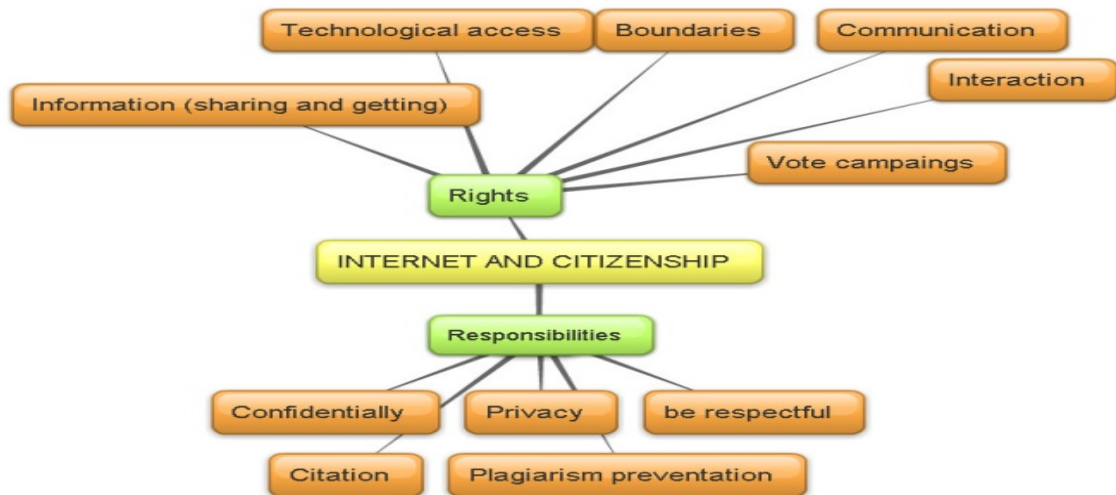 Technological access
Boundaries
Communication
Interaction
Information (sharing and getting)
Vote campaings
Rights
INTERNET AND CITIZENSHIP
Responsibilities
Confidentially
Privacy
be respectful
Citation
Plagiarism preventation